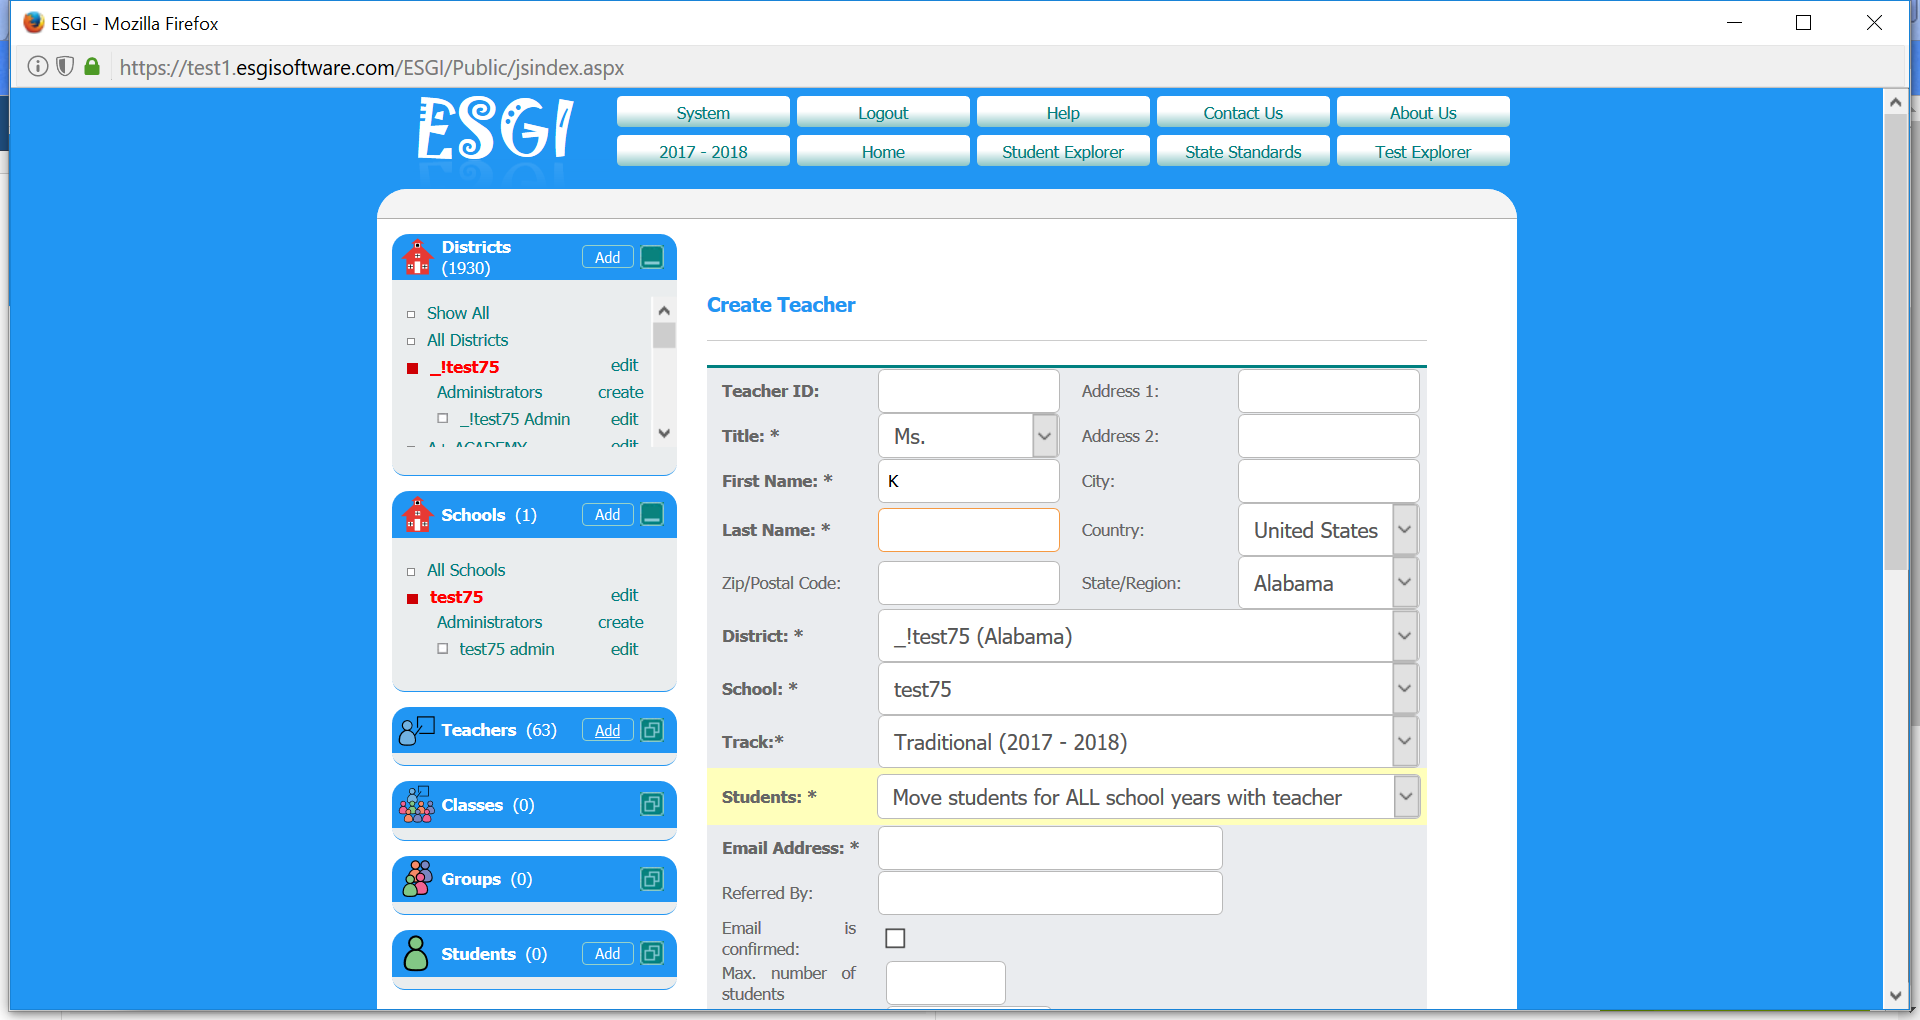 ESGI - Mozilla Firefox
https://test1.esgisoftware.com/ESGI/Public/jsindex.aspx
ESGI
System Logout Help Contact Us About Us
2017 - 2018 Home Student Explorer State Standards Test Explorer
Districts
(1930)
Add
Show All
All Districts
_!test75 edit
Administrators create
_!test75 Admin edit
A+ ACADEMY edit
Schools (1) Add
All Schools
test75 edit
Administrators create
test75 admin edit
Teachers (63) Add
Classes (0)
Groups (0)
Students (0) Add
Create Teacher
Teacher ID: Address 1:
Title: * Ms. Address 2:
First Name: * K City:
Last Name: * Country: United States
Zip/Postal Code: State/Region: Alabama
District: * _!test75 (Alabama)
School: * test75
Track:* Traditional (2017 - 2018)
Students: * Move students for ALL school years with teacher
Email Address: *
Referred By:
Email is
confirmed:
Max. number of
students